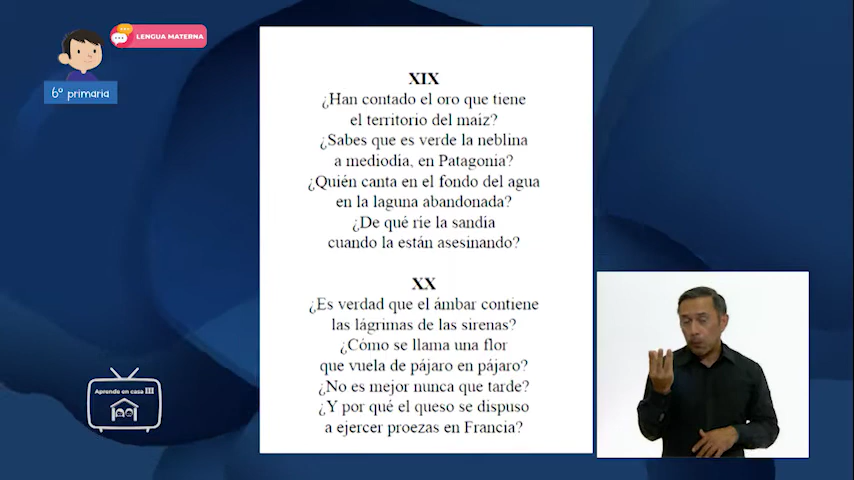 LENGUA MATERNA
6º primaria
XIX
¿Han contado el oro que tiene
el territorio del maíz?
¿Sabes que es verde la neblina
a mediodía, en Patagonia?
¿Quién canta en el fondo del agua
en la laguna abandonada?
¿De qué ríe la sandía
cuando la están asesinando?
XX
¿Es verdad que el ámbar contiene
las lágrimas de las sirenas?
¿Cómo se llama una flor
que vuela de pájaro en pájaro?
¿No es mejor nunca que tarde?
¿Y por qué el queso se dispuso
a ejercer proezas en Francia?
Aprende en casa III